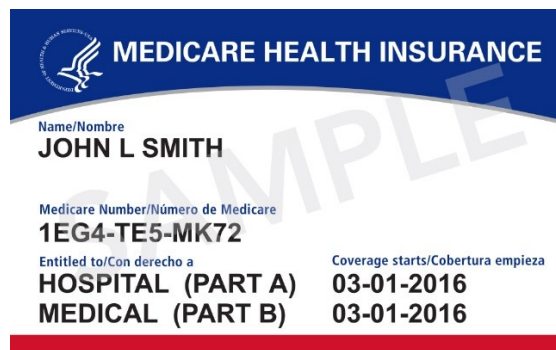 MEDICARE HEALTH INSURANCE
Name/Nombre
JOHN L SMITH
Medicare Number/Número de Medicare
1EG4-TE5-MK72
Entitled to/Con derecho a
HOSPITAL (PART A)
MEDICAL (PART B)
Coverage starts/Cobertura empieza
03-01-2016
03-01-2016
SAMPLE